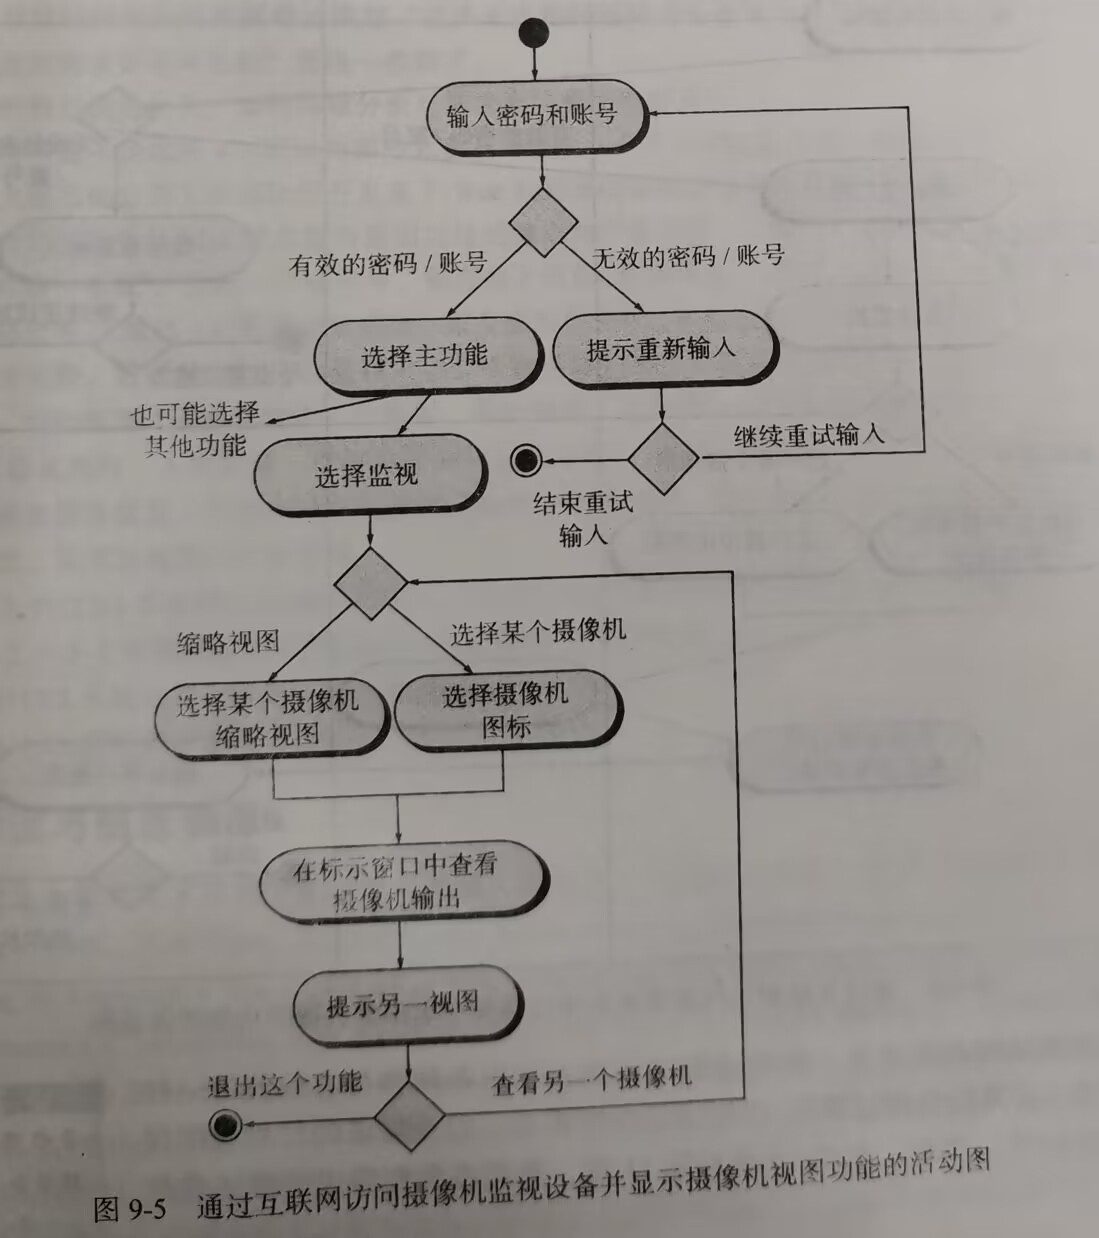 输入密码和账号
有效的密码 / 账号
无效的密码 / 账号
选择主功能
提示重新输入
也可能选择
其他功能
继续重试输入
选择监视
结束重试
输入
缩略视图
选择某个摄像机
选择某个摄像机
缩略视图
选择摄像机
图标
在标示窗口中查看
摄像机输出
提示另一视图
退出这个功能
查看另一个摄像机
图 9-5 通过互联网访问摄像机监视设备并显示摄像机视图功能的活动图